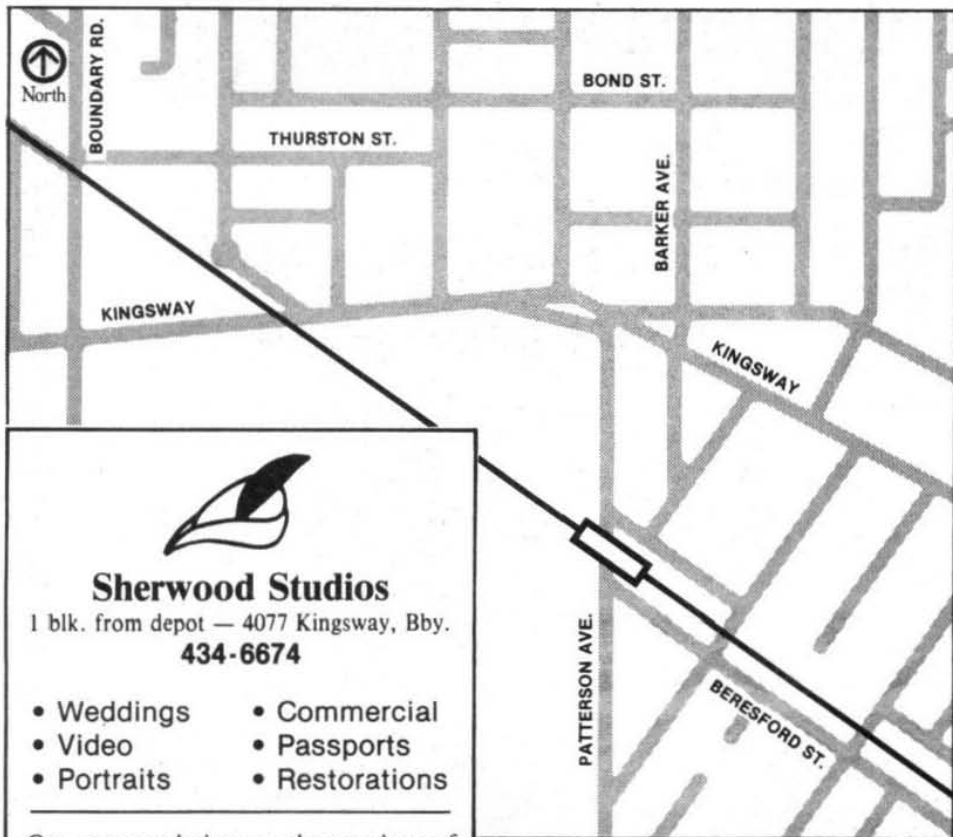 North
BOUNDARY RD.
BOND ST.
THURSTON ST.
BARKER AVE.
KINGSWAY
KINGSWAY
Sherwood Studios
1 blk. from depot — 4077 Kingsway, Bby.
434-6674
• Weddings
• Video
• Portraits
• Commercial
• Passports
• Restorations
PATTERSON AVE.
BERESFORD ST.